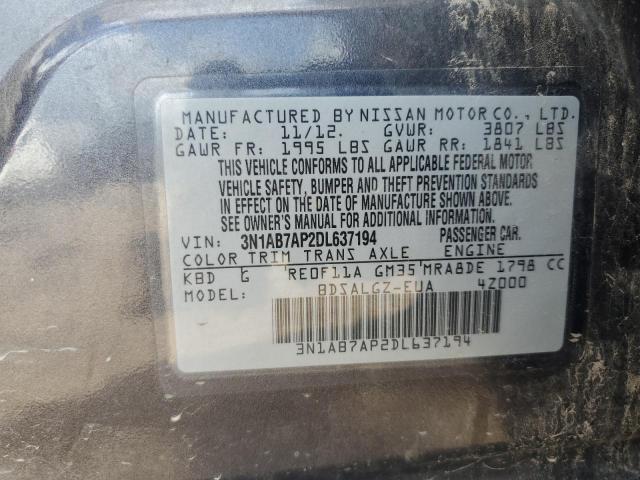 MANUFACTURED BY NISSAN MOTOR CO., LTD.
DATE: 11/12. GVWR: 3807 LBS
GAWR FR: 1995 LBS GAWR RR: 1841 LBS
THIS VEHICLE CONFORMS TO ALL APPLICABLE FEDERAL MOTOR
VEHICLE SAFETY, BUMPER AND THEFT PREVENTION STANDARDS
IN EFFECT ON THE DATE OF MANUFACTURE SHOWN ABOVE.
SEE OWNER'S MANUAL FOR ADDITIONAL INFORMATION.
VIN: 3N1AB7AP2DL637194 PASSENGER CAR.
COLOR TRIM TRANS AXLE ENGINE
KBD G RE0F11A GM35 MRA8DE 1798 CC
MODEL: BDSALGZ-EUA 4Z000
3N1AB7AP2DL637194